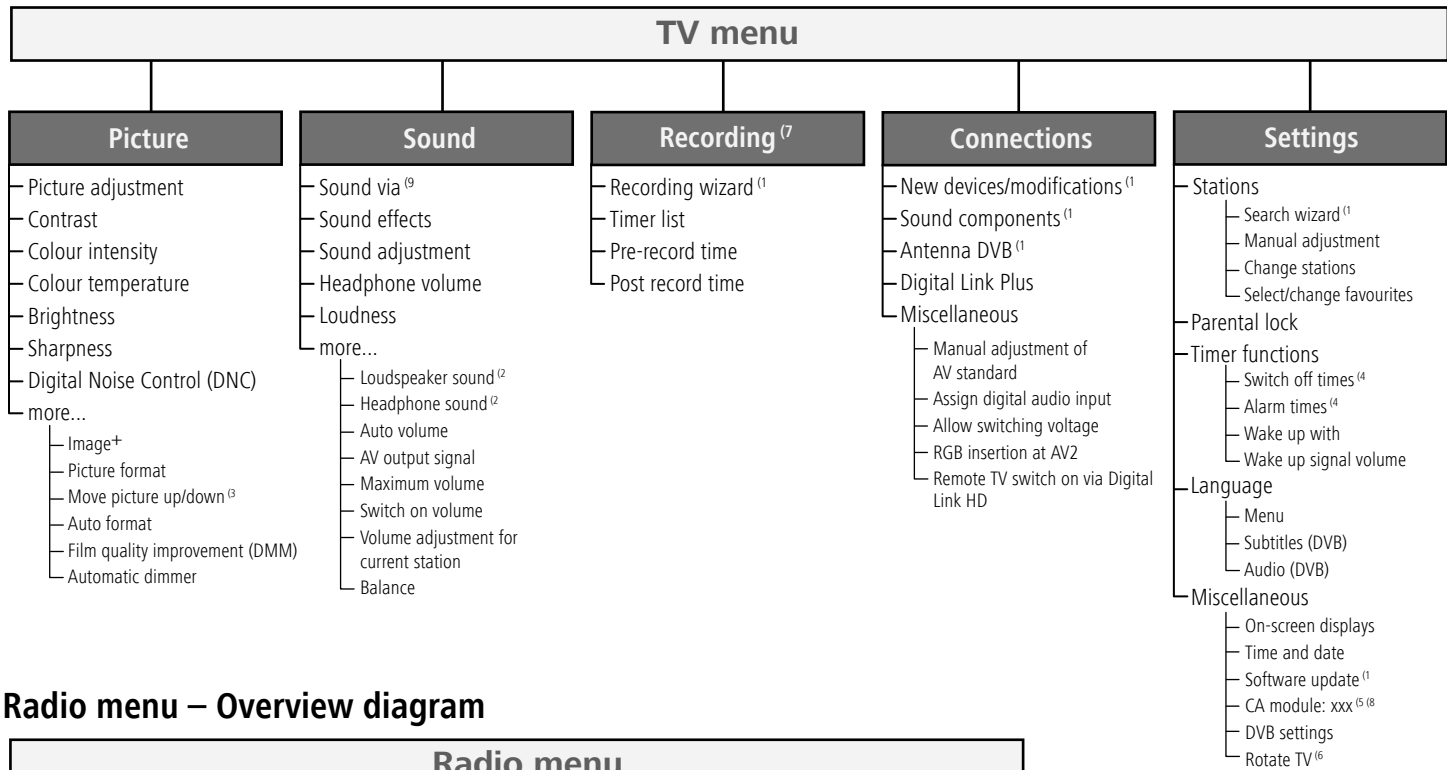 TV menu
Picture
Picture adjustment
Contrast
Colour intensity
Colour temperature
Brightness
Sharpness
Digital Noise Control (DNC)
more...
Image+
Picture format
Move picture up/down (3
Auto format
Film quality improvement (DMM)
Automatic dimmer
Sound
Sound via (9
Sound effects
Sound adjustment
Headphone volume
Loudness
more...
Loudspeaker sound (2
Headphone sound (2
Auto volume
AV output signal
Maximum volume
Switch on volume
Volume adjustment for
current station
Balance
Recording (7
Recording wizard (1
Timer list
Pre-record time
Post record time
Connections
New devices/modifications (1
Sound components (1
Antenna DVB (1
Digital Link Plus
Miscellaneous
Manual adjustment of
AV standard
Assign digital audio input
Allow switching voltage
RGB insertion at AV2
Remote TV switch on via Digital
Link HD
Settings
Stations
Search wizard (1
Manual adjustment
Change stations
Select/change favourites
Parental lock
Timer functions
Switch off times (4
Alarm times (4
Wake up with
Wake up signal volume
Language
Menu
Subtitles (DVB)
Audio (DVB)
Miscellaneous
On-screen displays
Time and date
Software update (1
CA module: xxx (5 (8
DVB settings
Rotate TV (6
Radio menu – Overview diagram
Radio menu